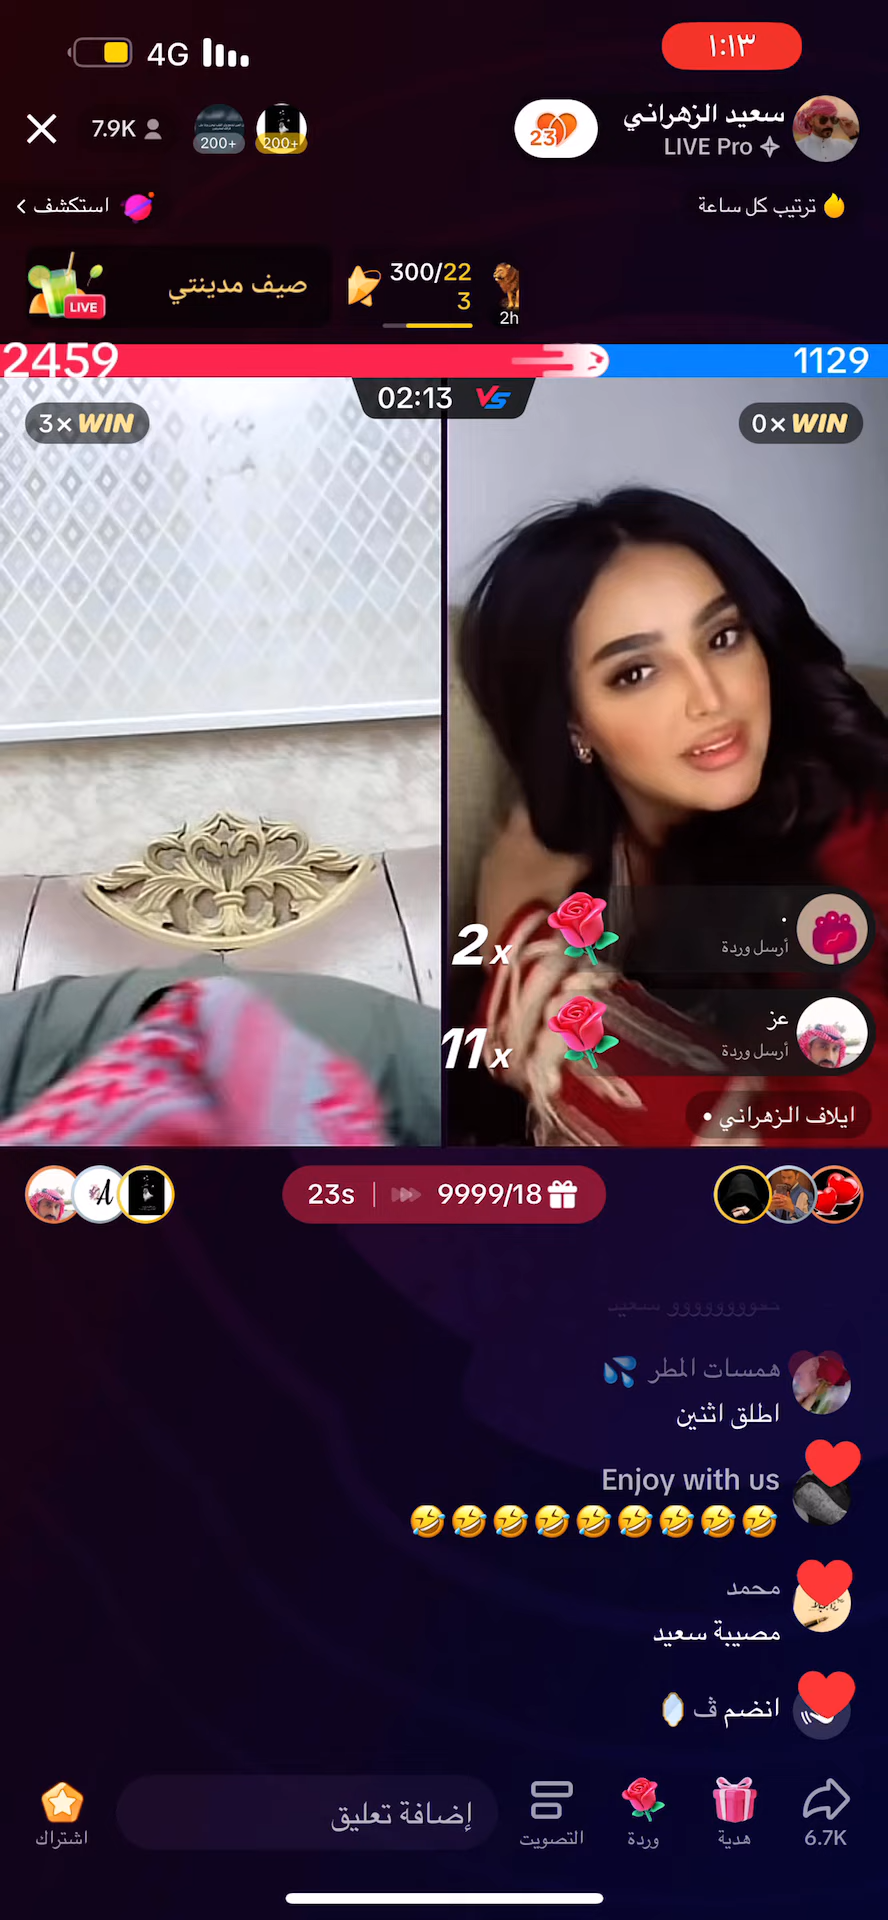 4G
١:١٣
7.9K
200+
200+
23
سعيد الزهراني
LIVE Pro
استكشف
ترتيب كل ساعة
LIVE
صيف مدينتي
300/22
3
2h
2459
1129
02:13
VS
3× WIN
0× WIN
2x
.
أرسل وردة
11x
عز
أرسل وردة
ايلاف الزهراني •
A
23s
9999/18
همسات المطر 💦
اطلق اثنين
Enjoy with us
🤣🤣🤣🤣🤣🤣🤣🤣🤣
محمد
مصيبة سعيد
ڤ 🪞 انضم
اشتراك
إضافة تعليق
التصويت
وردة
هدية
6.7K